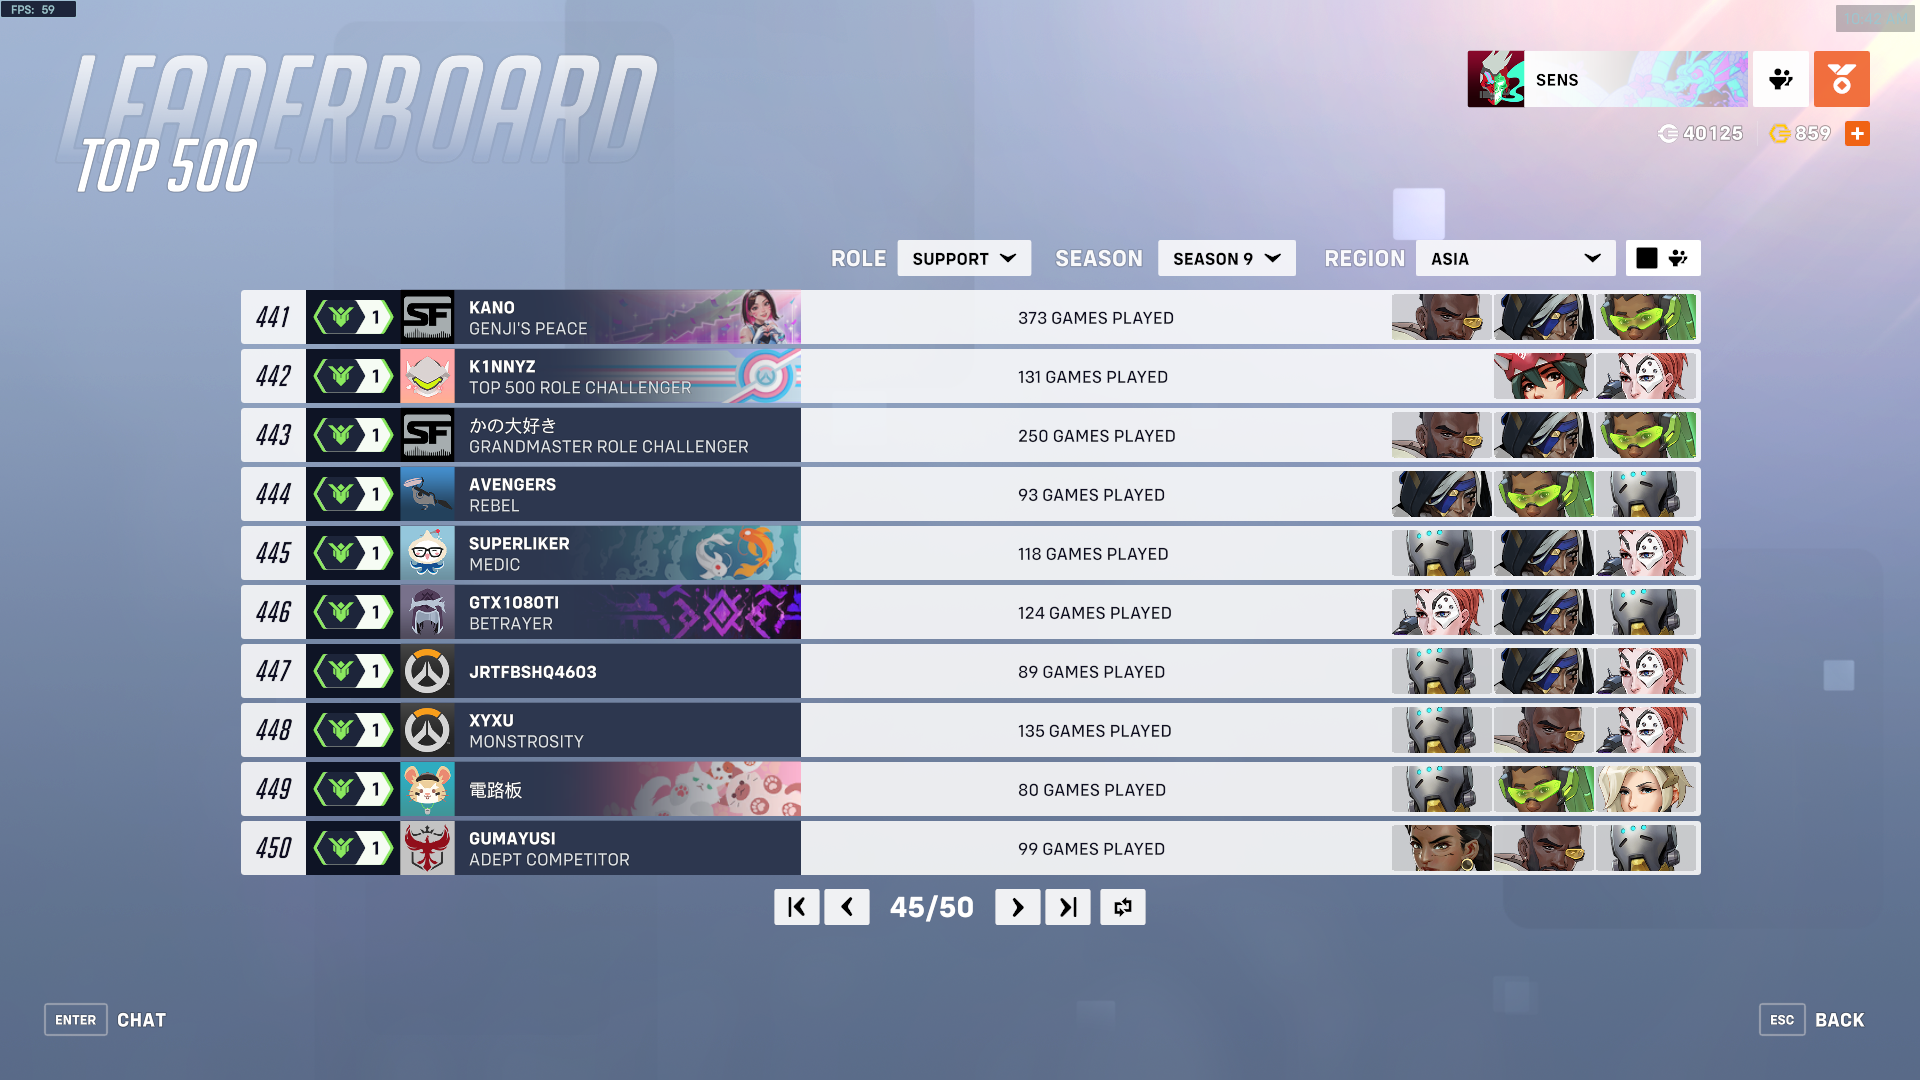 FPS: 59
LEADERBOARD
TOP 500
SENS
40125
859
ROLE SUPPORT SEASON SEASON 9 REGION ASIA
441 1 SF KANO 373 GAMES PLAYED
GENJI'S PEACE
442 1 K1NNYZ 131 GAMES PLAYED
TOP 500 ROLE CHALLENGER
443 1 SF かの大好き 250 GAMES PLAYED
GRANDMASTER ROLE CHALLENGER
444 1 AVENGERS 93 GAMES PLAYED
REBEL
445 1 SUPERLIKER 118 GAMES PLAYED
MEDIC
446 1 GTX1080TI 124 GAMES PLAYED
BETRAYER
447 1 JRTFBSHQ4603 89 GAMES PLAYED
448 1 XYXU 135 GAMES PLAYED
MONSTROSITY
449 1 電路板 80 GAMES PLAYED
450 1 GUMAYUSI 99 GAMES PLAYED
ADEPT COMPETITOR
45/50
ENTER CHAT
ESC BACK